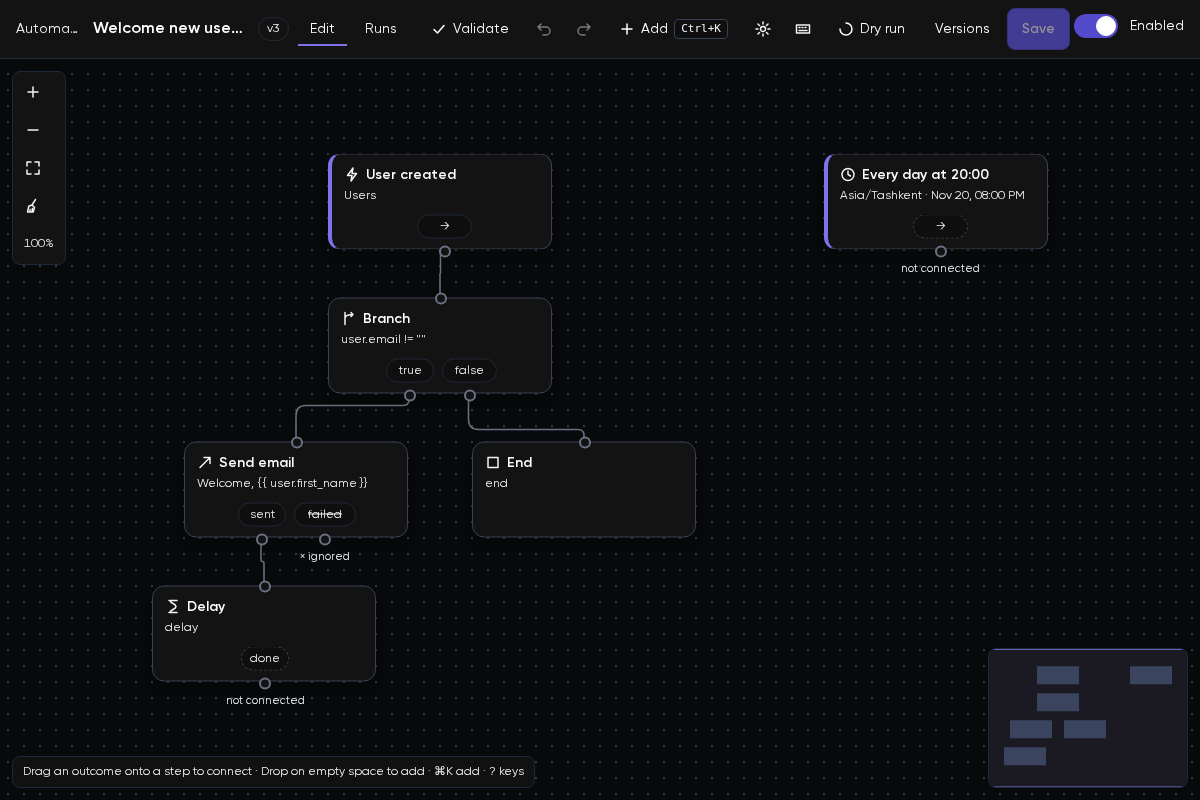 Automa…
Welcome new use…
v3
Edit
Runs
Validate
Add
Ctrl+K
Dry run
Versions
Save
Enabled
100%
User created
Users
→
not connected
Every day at 20:00
Asia/Tashkent · Nov 20, 08:00 PM
→
Branch
user.email != ""
true
false
Send email
Welcome, {{ user.first_name }}
sent
failed
× ignored
End
end
Delay
delay
done
not connected
Drag an outcome onto a step to connect · Drop on empty space to add · ⌘K add · ? keys